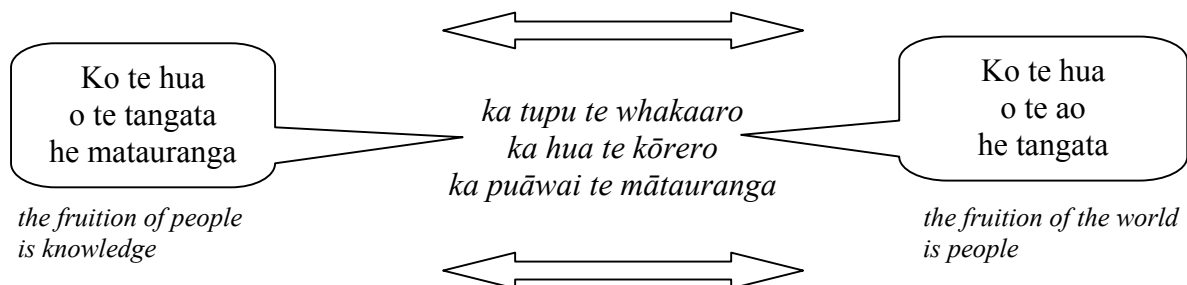 Ko te hua
o te tangata
he matauranga
the fruition of people
is knowledge
ka tupu te whakaaro
ka hua te kōrero
ka puāwai te mātauranga
Ko te hua
o te ao
he tangata
the fruition of the world
is people